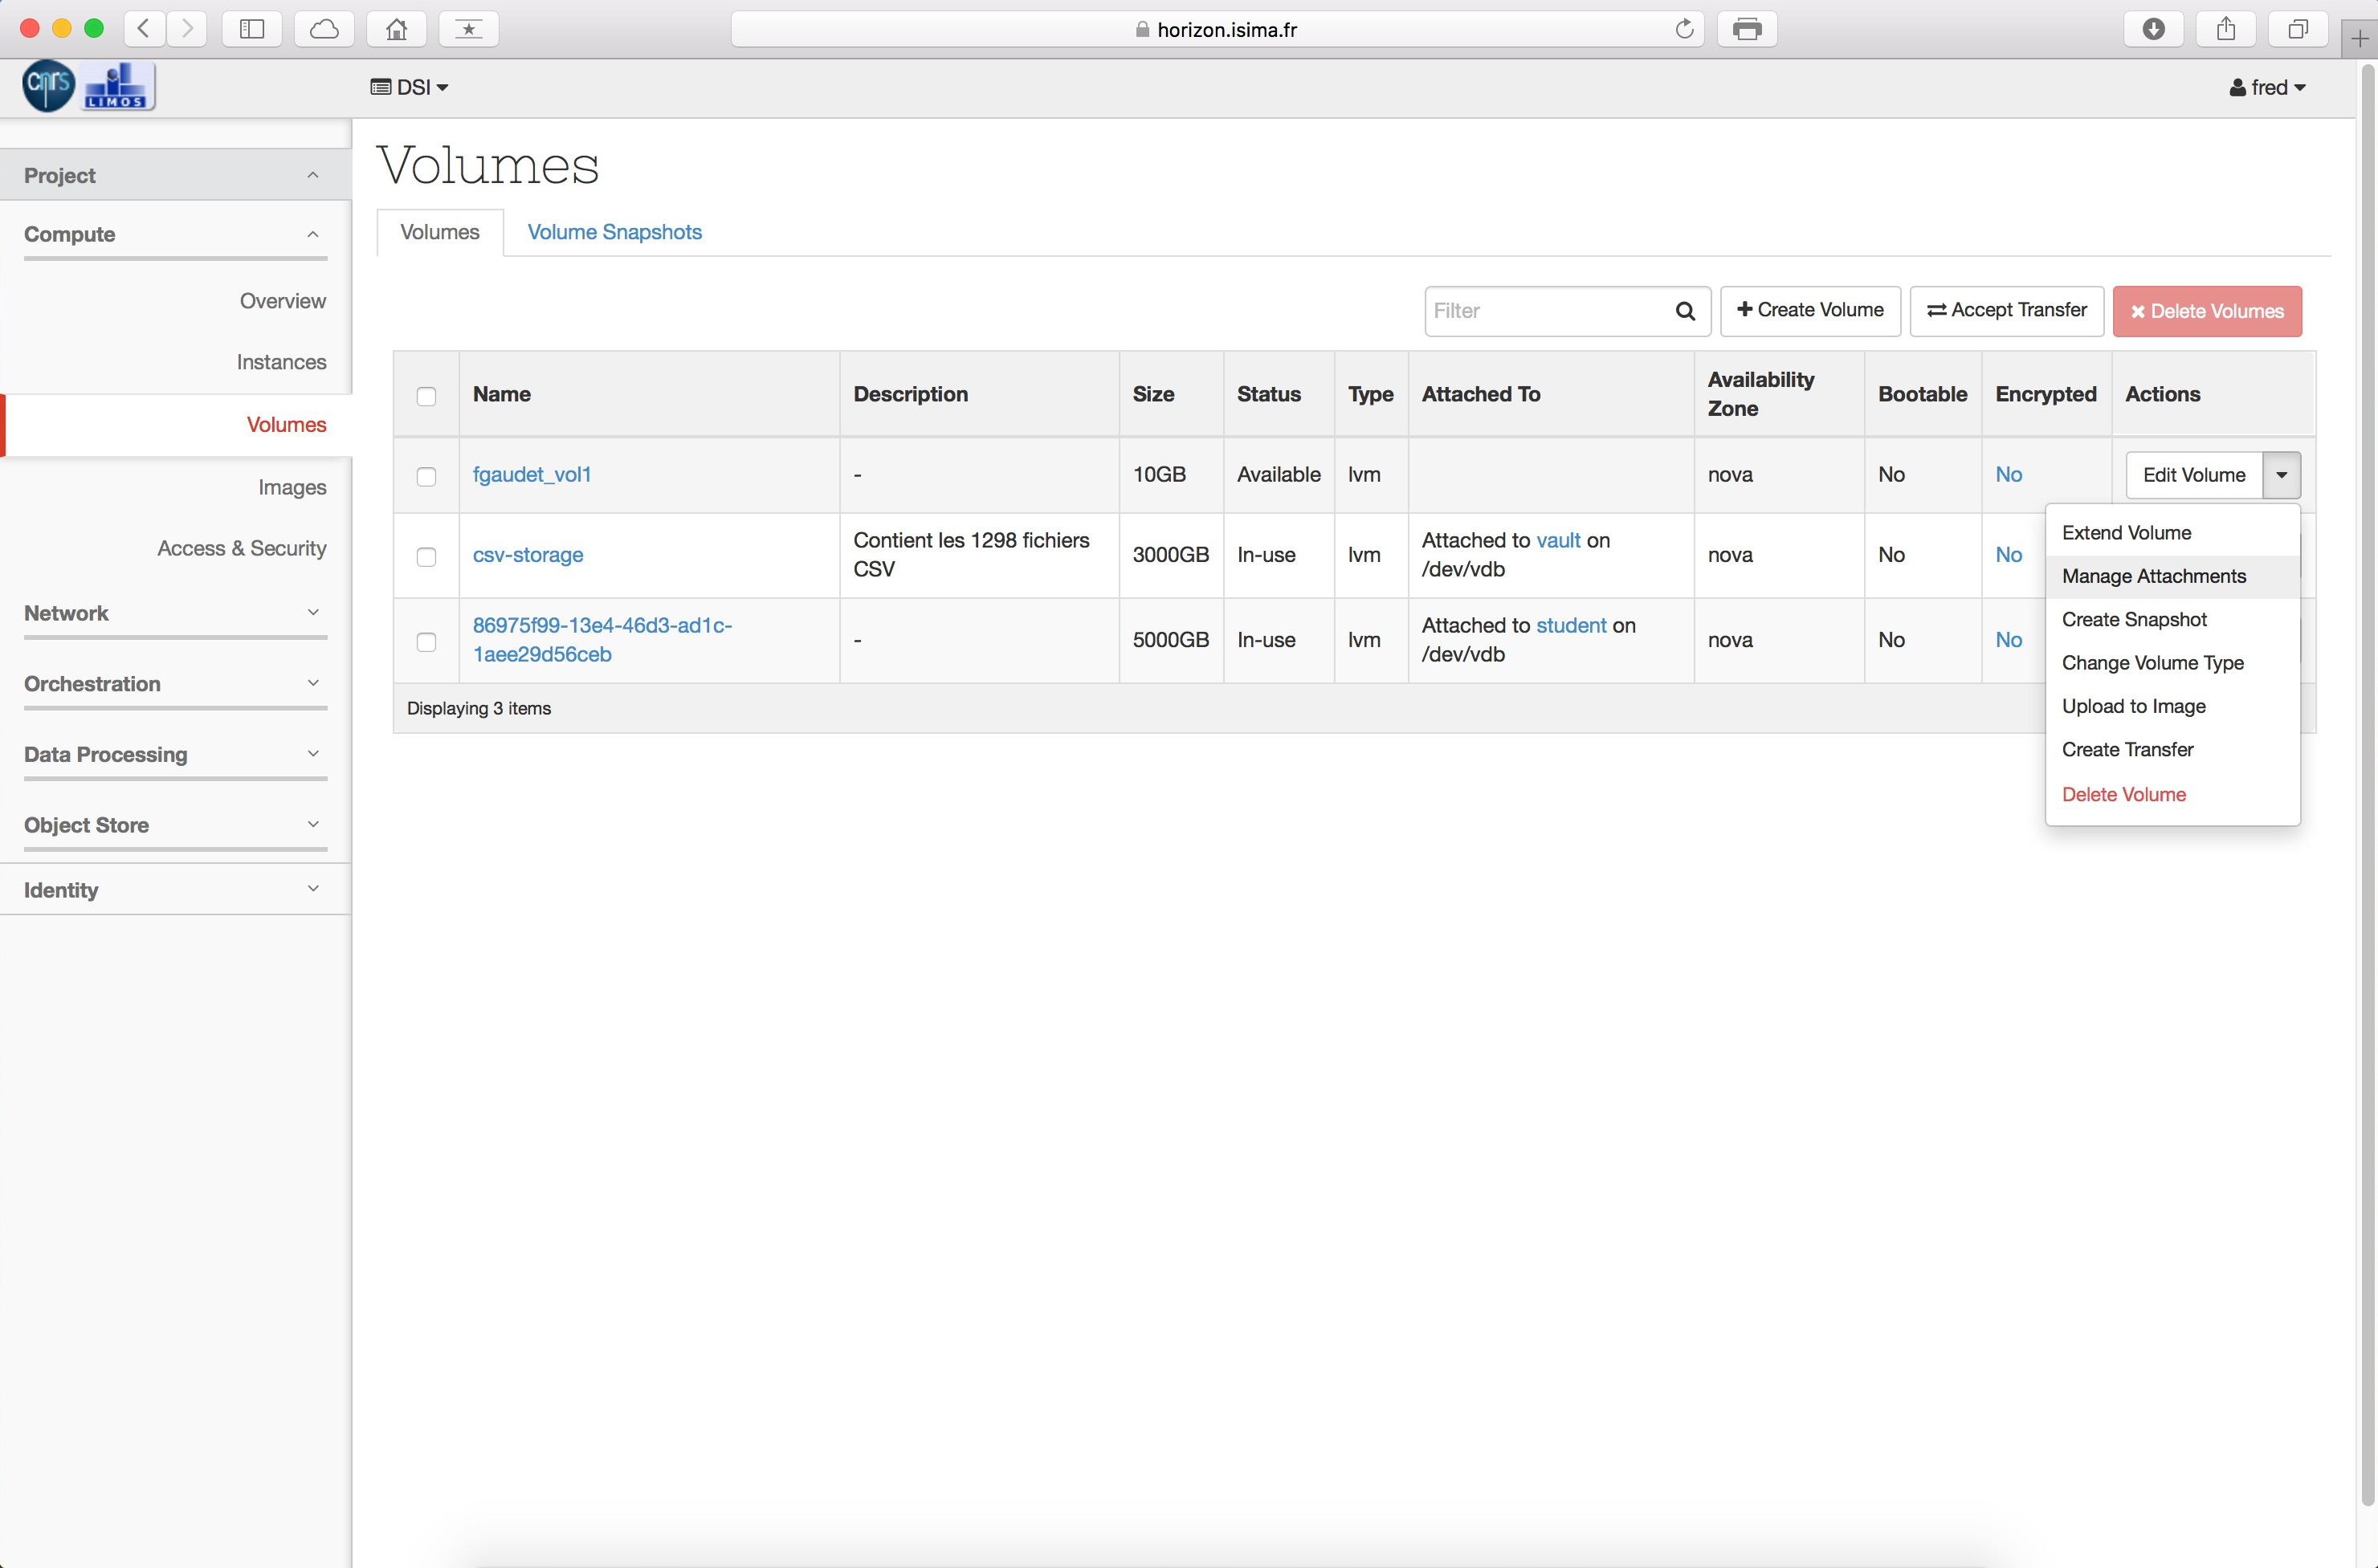 horizon.isima.fr
cnrs
LIMOS
DSI
fred
Project
Compute
Overview
Instances
Volumes
Images
Access & Security
Network
Orchestration
Data Processing
Object Store
Identity
Volumes
Volumes
Volume Snapshots
Filter
Create Volume
Accept Transfer
Delete Volumes
Name Description Size Status Type Attached To Availability Zone Bootable Encrypted Actions
fgaudet_vol1 - 10GB Available lvm nova No No Edit Volume
csv-storage Contient les 1298 fichiers CSV 3000GB In-use lvm Attached to vault on /dev/vdb nova No No
86975f99-13e4-46d3-ad1c-1aee29d56ceb - 5000GB In-use lvm Attached to student on /dev/vdb nova No No
Displaying 3 items
Extend Volume
Manage Attachments
Create Snapshot
Change Volume Type
Upload to Image
Create Transfer
Delete Volume